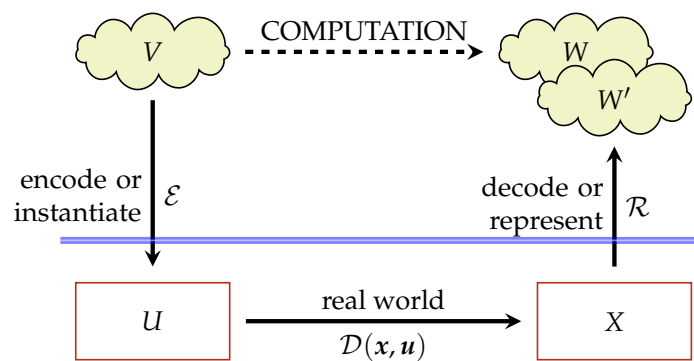 COMPUTATION
V
W
W′
encode or
instantiate
ℰ
decode or
represent
ℛ
U
real world
𝒟(x, u)
X